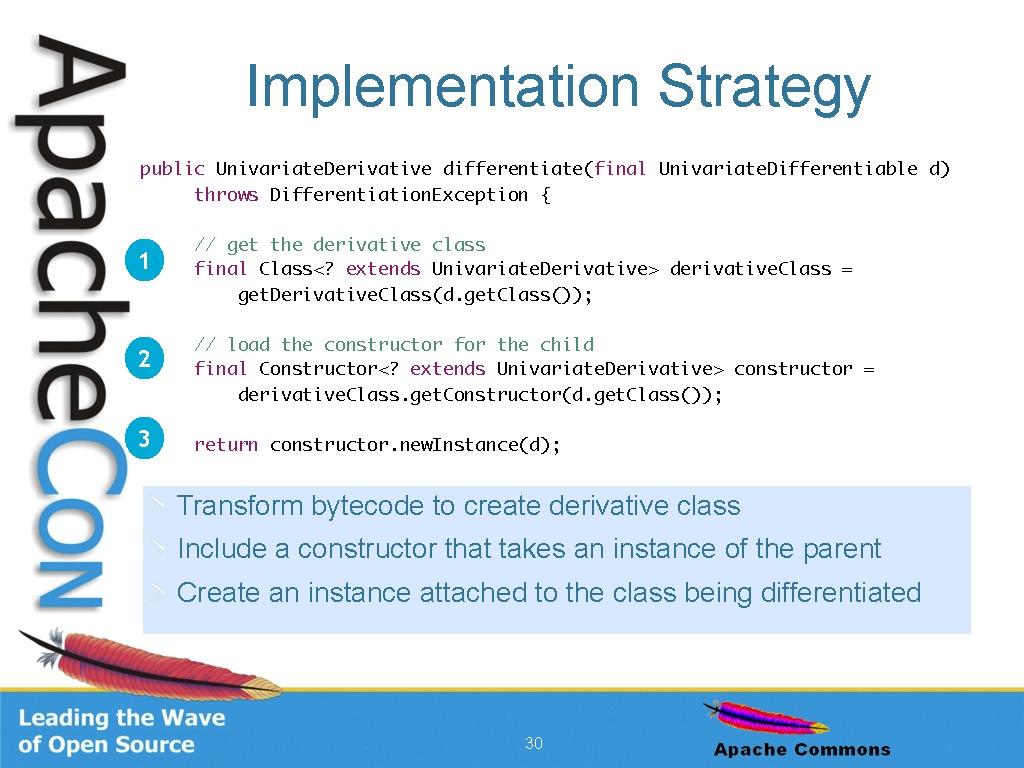 ApacheCon
Implementation Strategy
public UnivariateDerivative differentiate(final UnivariateDifferentiable d)
throws DifferentiationException {
// get the derivative class
1
final Class<? extends UnivariateDerivative> derivativeClass =
getDerivativeClass(d.getClass());
// load the constructor for the child
2
final Constructor<? extends UnivariateDerivative> constructor =
derivativeClass.getConstructor(d.getClass());
3
return constructor.newInstance(d);
Transform bytecode to create derivative class
Include a constructor that takes an instance of the parent
Create an instance attached to the class being differentiated
Leading the Wave
of Open Source
30
Apache Commons